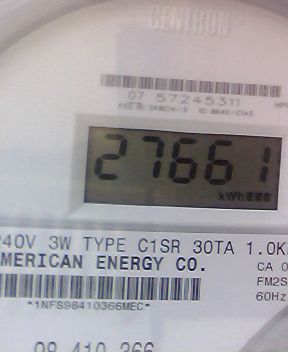 CENTRON
07 57245311
27661
kWh
240V 3W TYPE C1SR 30TA 1.0K
AMERICAN ENERGY CO.
CA 0
FM2S
60Hz
*1NFS98410366MEC*
98 410 366